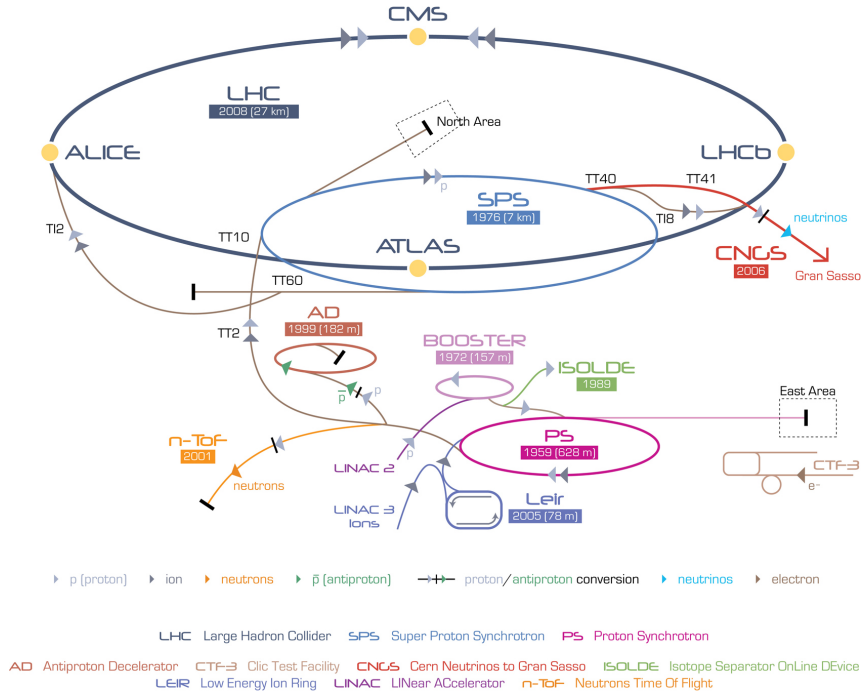 CMS
LHC
2008 (27 km)
North Area
ALICE
LHCb
TT40
TT41
p
SPS
1976 (7 km)
TI8
neutrinos
TI2
TT10
ATLAS
CNGS
2006
Gran Sasso
TT60
AD
1999 (182 m)
TT2
BOOSTER
1972 (157 m)
ISOLDE
1989
p̅
p
East Area
n-ToF
2001
PS
1959 (628 m)
p
LINAC 2
neutrons
CTF-3
e-
LINAC 3
Ions
Leir
2005 (78 m)
p (proton) ion neutrons p̅ (antiproton) proton/antiproton conversion neutrinos electron
LHC Large Hadron Collider SPS Super Proton Synchrotron PS Proton Synchrotron
AD Antiproton Decelerator CTF-3 Clic Test Facility CNGS Cern Neutrinos to Gran Sasso ISOLDE Isotope Separator OnLine DEvice
LEIR Low Energy Ion Ring LINAC LINear ACcelerator n-ToF Neutrons Time Of Flight